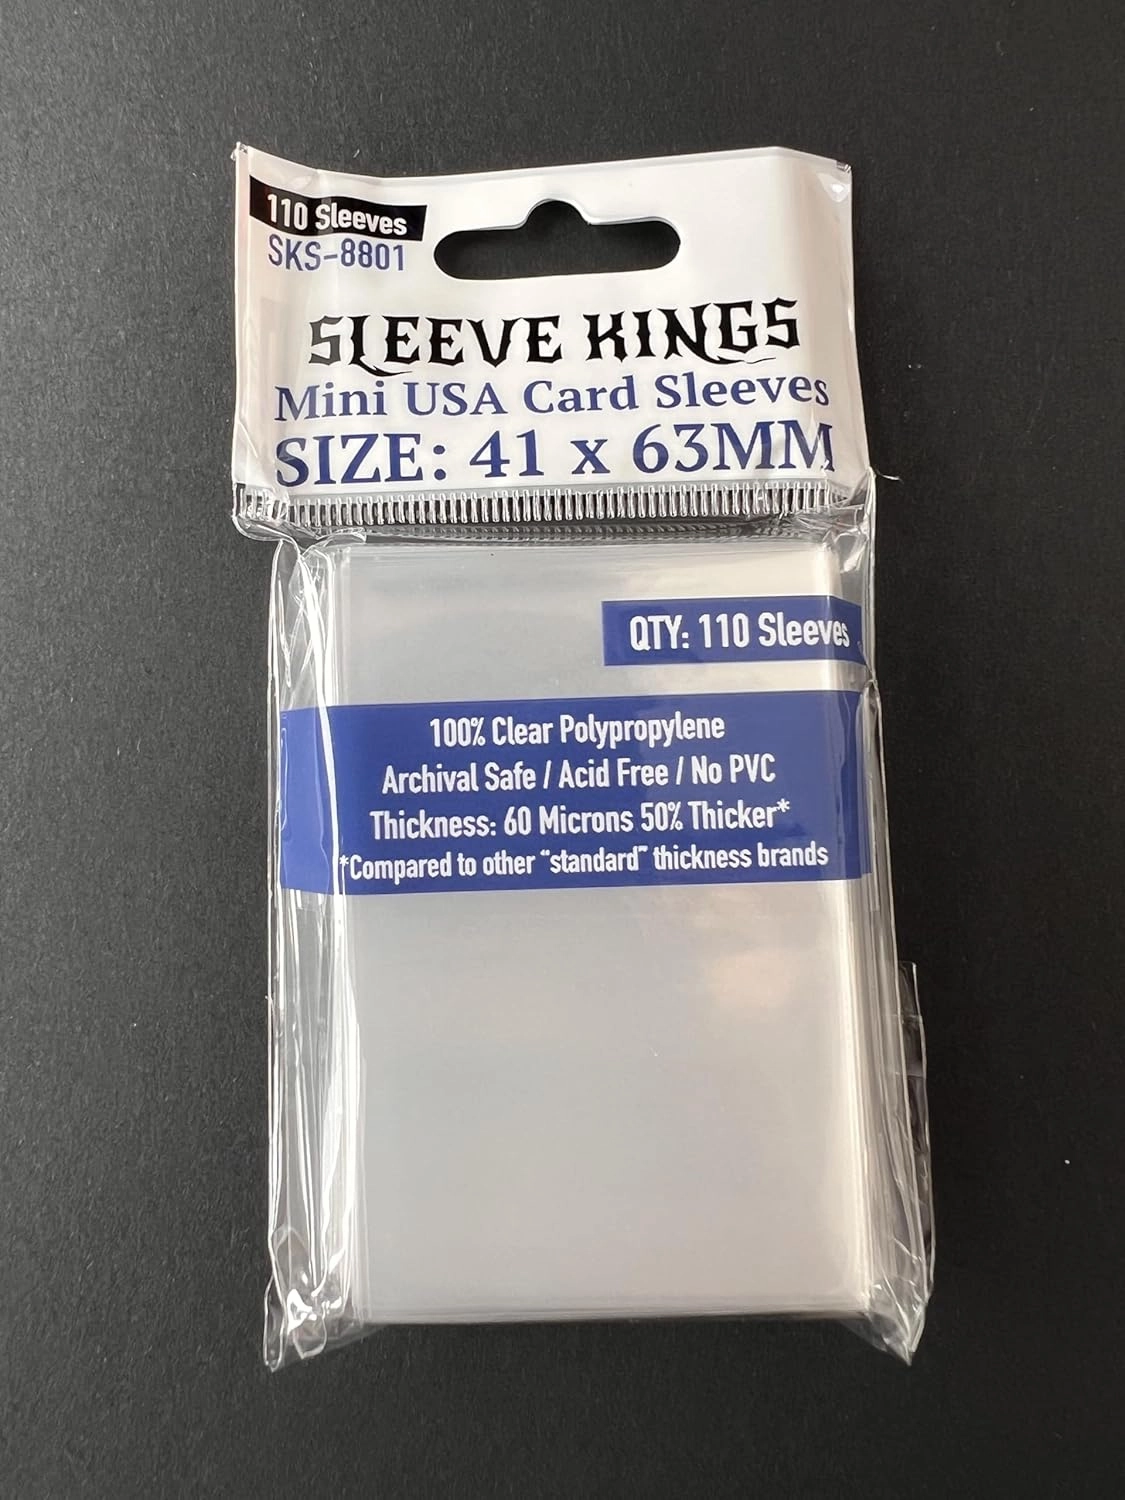 110 Sleeves
SKS-8801
SLEEVE KINGS
Mini USA Card Sleeves
SIZE: 41 x 63MM
QTY: 110 Sleeves
100% Clear Polypropylene
Archival Safe / Acid Free / No PVC
Thickness: 60 Microns 50% Thicker*
*Compared to other "standard" thickness brands